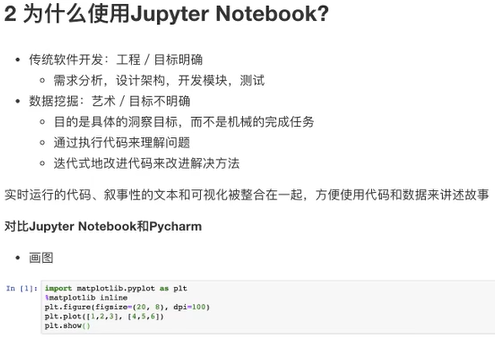 2 为什么使用Jupyter Notebook?
传统软件开发：工程 / 目标明确
需求分析，设计架构，开发模块，测试
数据挖掘：艺术 / 目标不明确
目的是具体的洞察目标，而不是机械的完成任务
通过执行代码来理解问题
迭代式地改进代码来改进解决方法
实时运行的代码、叙事性的文本和可视化被整合在一起，方便使用代码和数据来讲述故事
对比Jupyter Notebook和Pycharm
画图
In [1]: import matplotlib.pyplot as plt
%matplotlib inline
plt.figure(figsize=(20, 8), dpi=100)
plt.plot([1,2,3], [4,5,6])
plt.show()